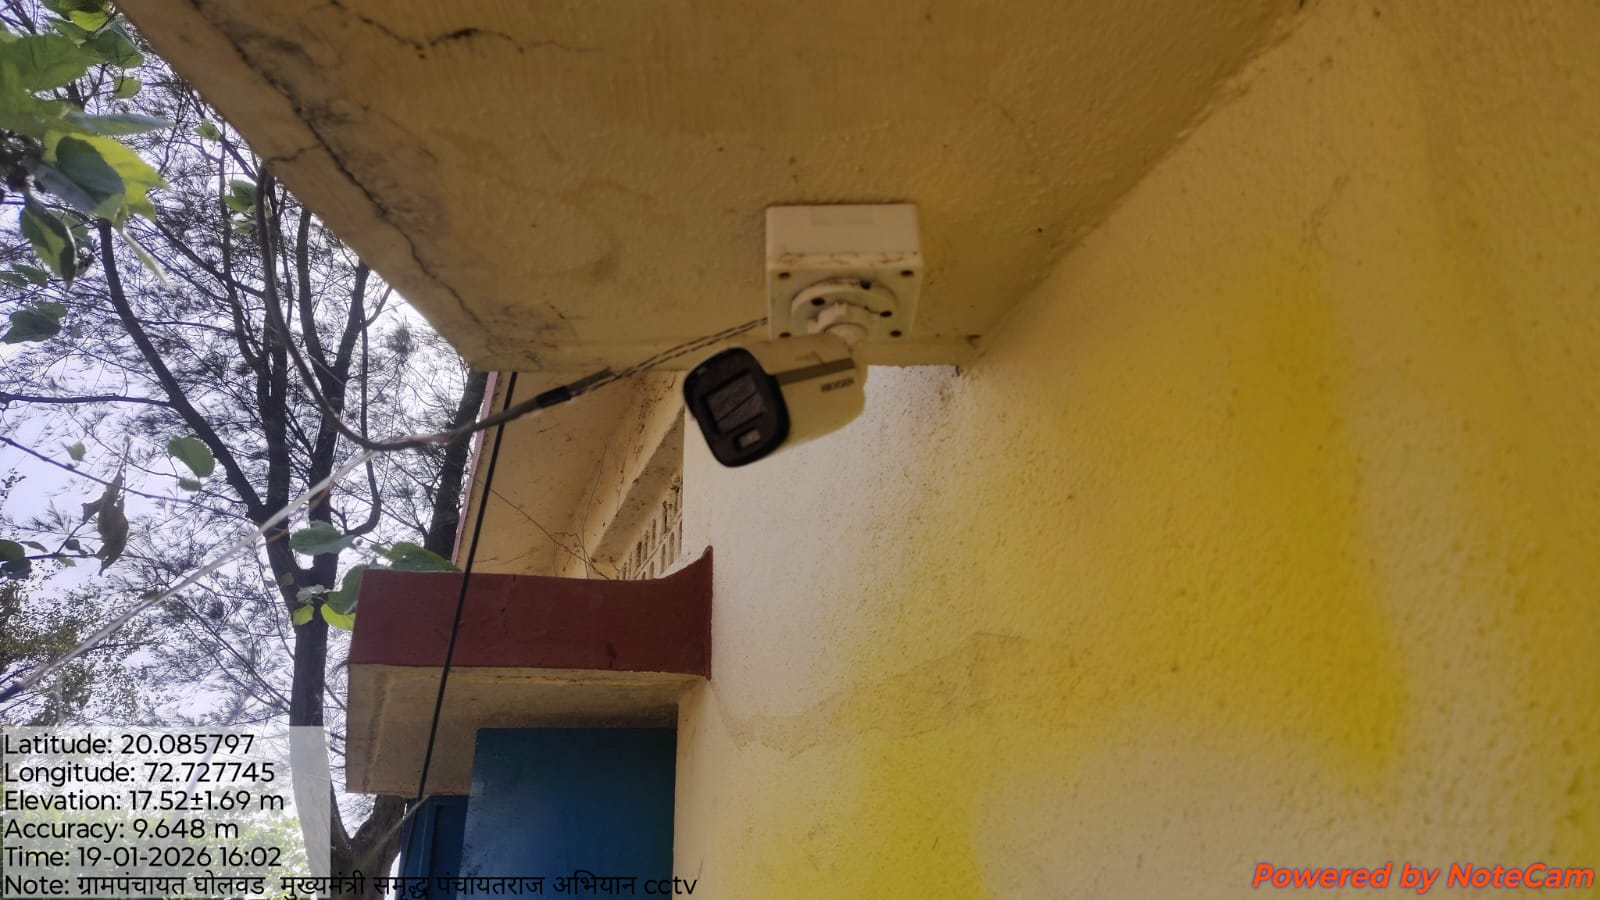 HIKVISION
Latitude: 20.085797
Longitude: 72.727745
Elevation: 17.52±1.69 m
Accuracy: 9.648 m
Time: 19-01-2026 16:02
Note: ग्रामपंचायत घोलवड मुख्यमंत्री समृद्ध पंचायतराज अभियान cctv
Powered by NoteCam